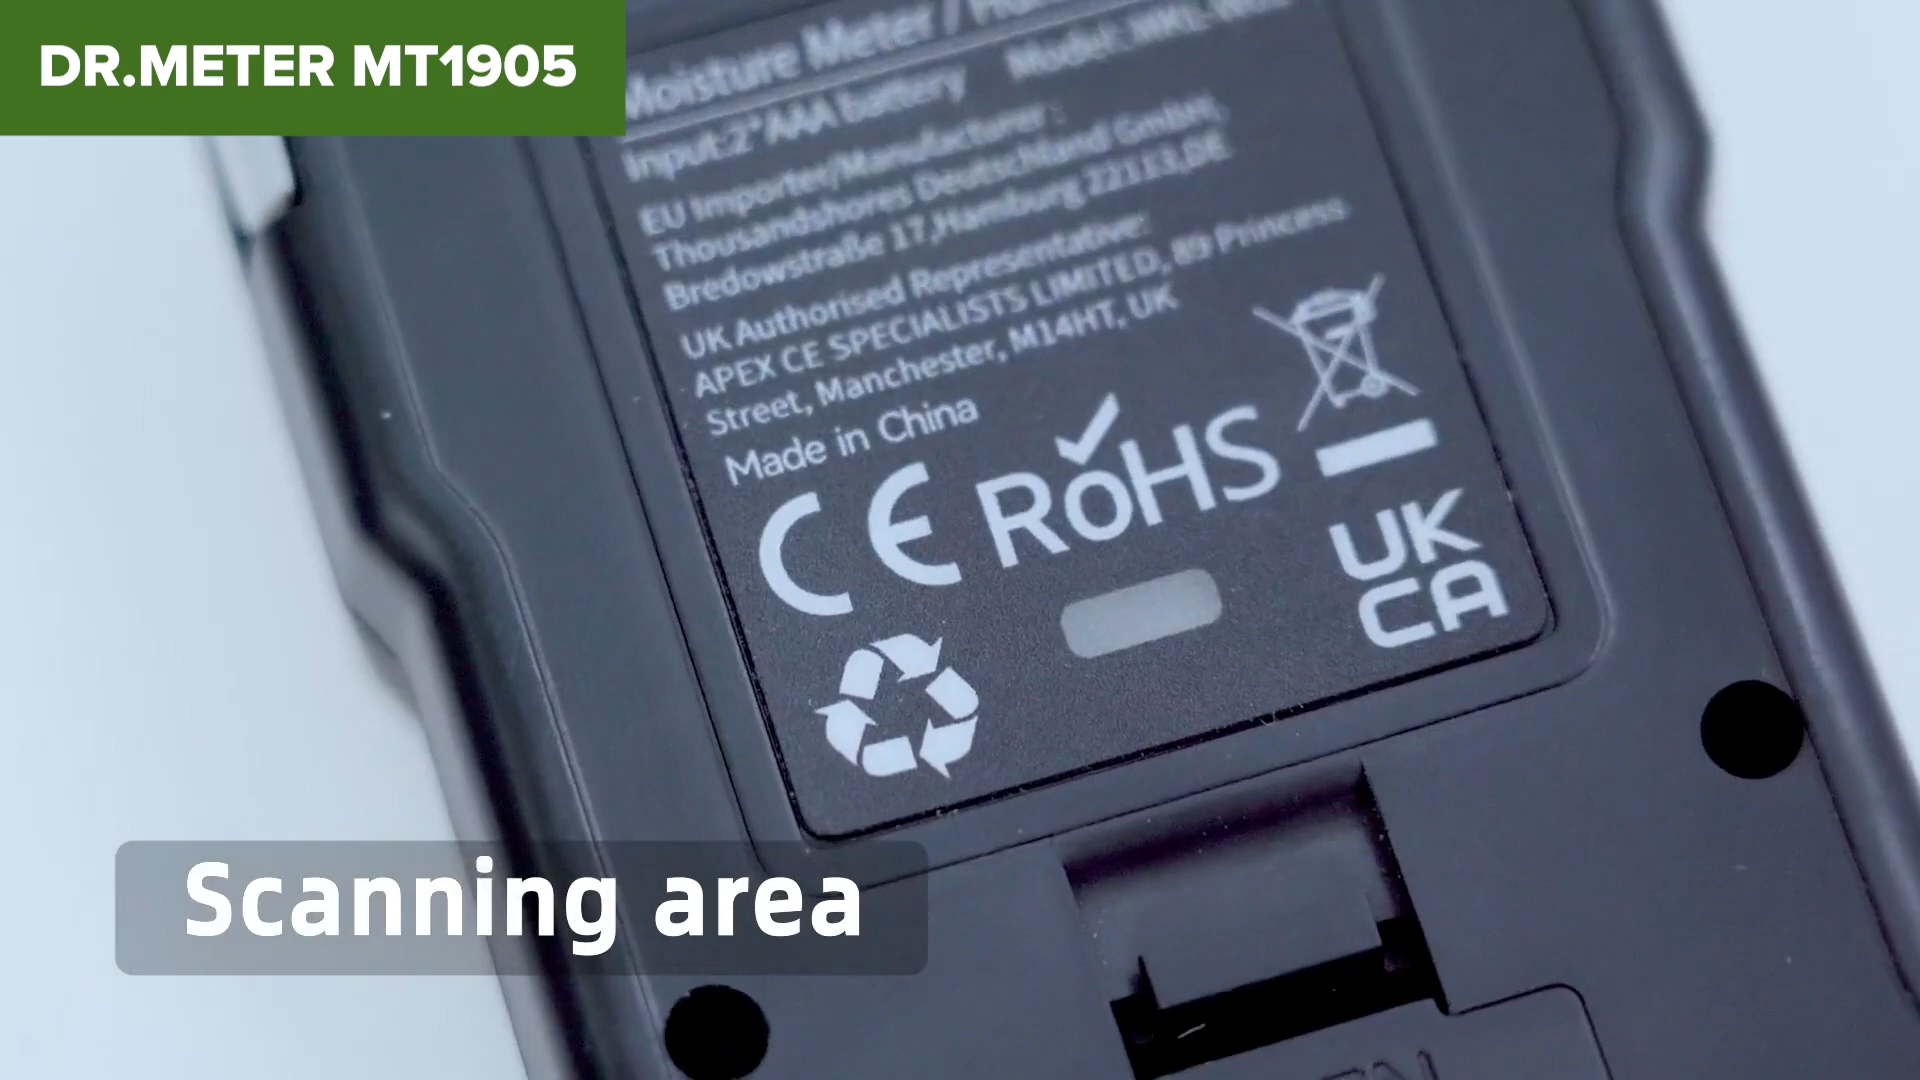 DR.METER MT1905
Moisture Meter /
Input:2*AAA battery Model:
EU Importer/Manufacturer:
Thousandshores Deutschland GmbH,
Bredowstraße 17,Hamburg 22113,DE
UK Authorised Representative:
APEX CE SPECIALISTS LIMITED, 89 Princess
Street, Manchester, M14HT, UK
Made in China
CE RoHS
UK
CA
Scanning area